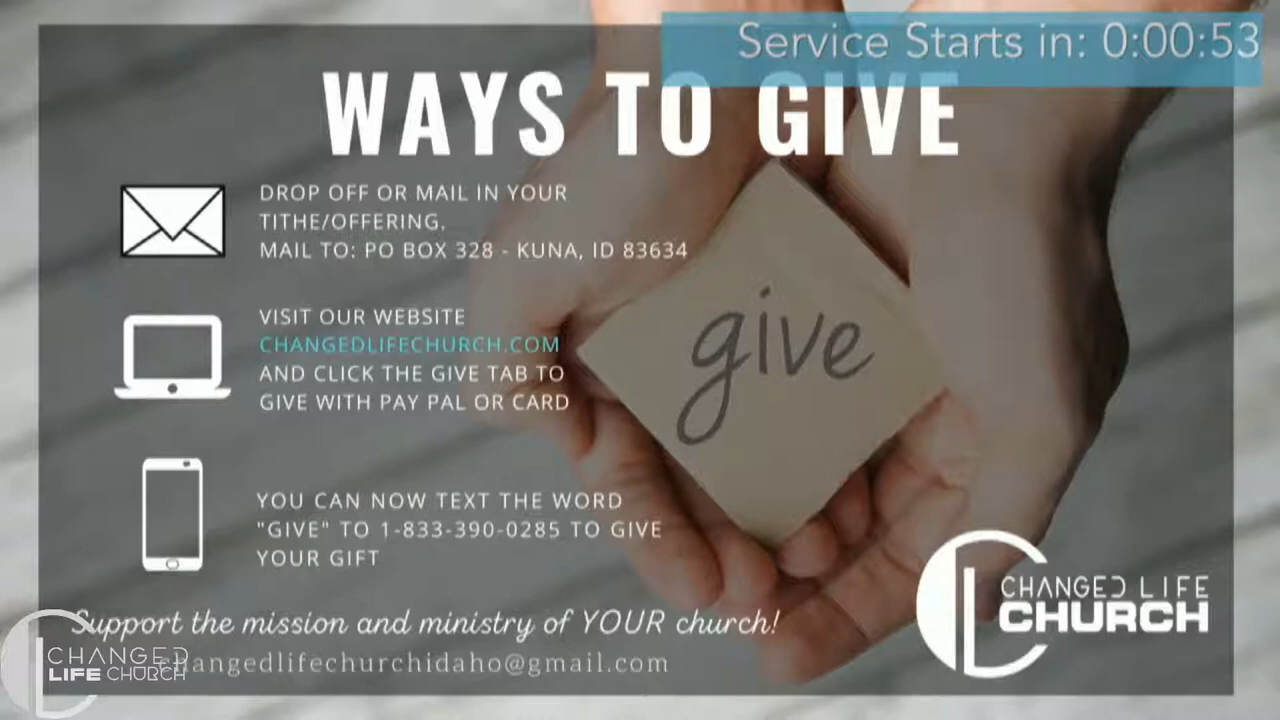 Service Starts in: 0:00:53
WAYS TO GIVE
DROP OFF OR MAIL IN YOUR
TITHE/OFFERING.
MAIL TO: PO BOX 328 - KUNA, ID 83634
VISIT OUR WEBSITE
CHANGEDLIFECHURCH.COM
AND CLICK THE GIVE TAB TO
GIVE WITH PAY PAL OR CARD
give
YOU CAN NOW TEXT THE WORD
"GIVE" TO 1-833-390-0285 TO GIVE
YOUR GIFT
CHANGED LIFE
CHURCH
Support the mission and ministry of YOUR church!
changedlifechurchidaho@gmail.com
CHANGED
LIFE CHURCH